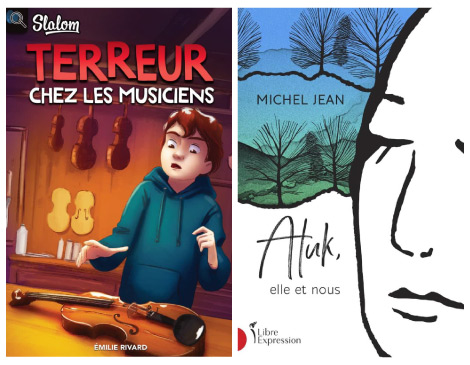 Slalom
TERREUR
CHEZ LES MUSICIENS
ÉMILIE RIVARD
MICHEL JEAN
Atuk,
elle et nous
Libre
Expression